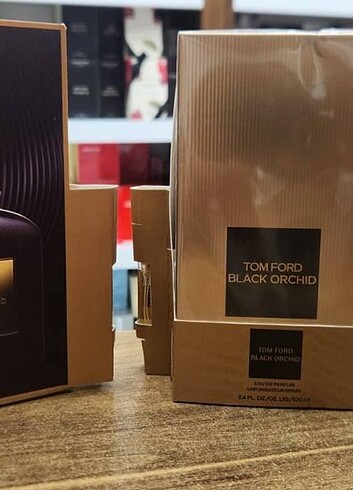 TOM FORD
BLACK ORCHID
TOM FORD
BLACK ORCHID
EAU DE PARFUM
VAPORISATEUR SPRAY
3.4 FL. OZ./OZ. LIQ./100 ml